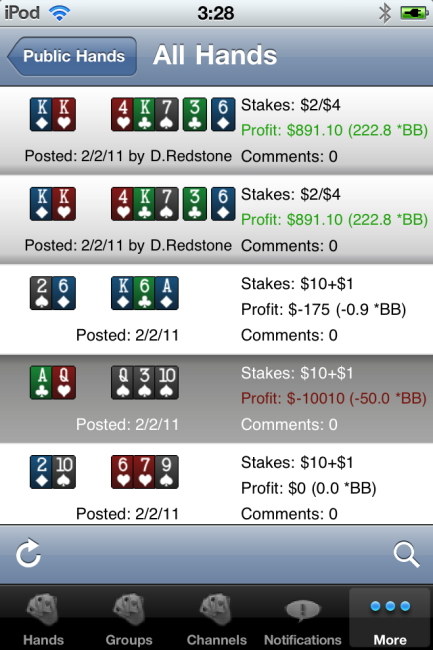 iPod 3:28
Public Hands All Hands
K K 4 K 7 3 6 Stakes: $2/$4
Profit: $891.10 (222.8 *BB)
Posted: 2/2/11 by D.Redstone Comments: 0
K K 4 K 7 3 6 Stakes: $2/$4
Profit: $891.10 (222.8 *BB)
Posted: 2/2/11 by D.Redstone Comments: 0
2 6 K 6 A Stakes: $10+$1
Profit: $-175 (-0.9 *BB)
Posted: 2/2/11 Comments: 0
A Q Q 3 10 Stakes: $10+$1
Profit: $-10010 (-50.0 *BB)
Posted: 2/2/11 Comments: 0
2 10 6 7 9 Stakes: $10+$1
Profit: $0 (0.0 *BB)
Posted: 2/2/11 Comments: 0
Hands Groups Channels Notifications More